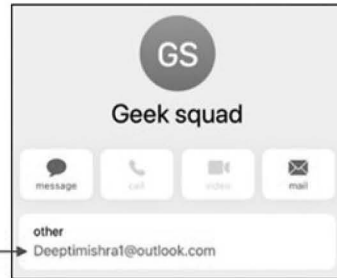 GS
Geek squad
message
call
video
mail
other
Deeptimishra1@outlook.com